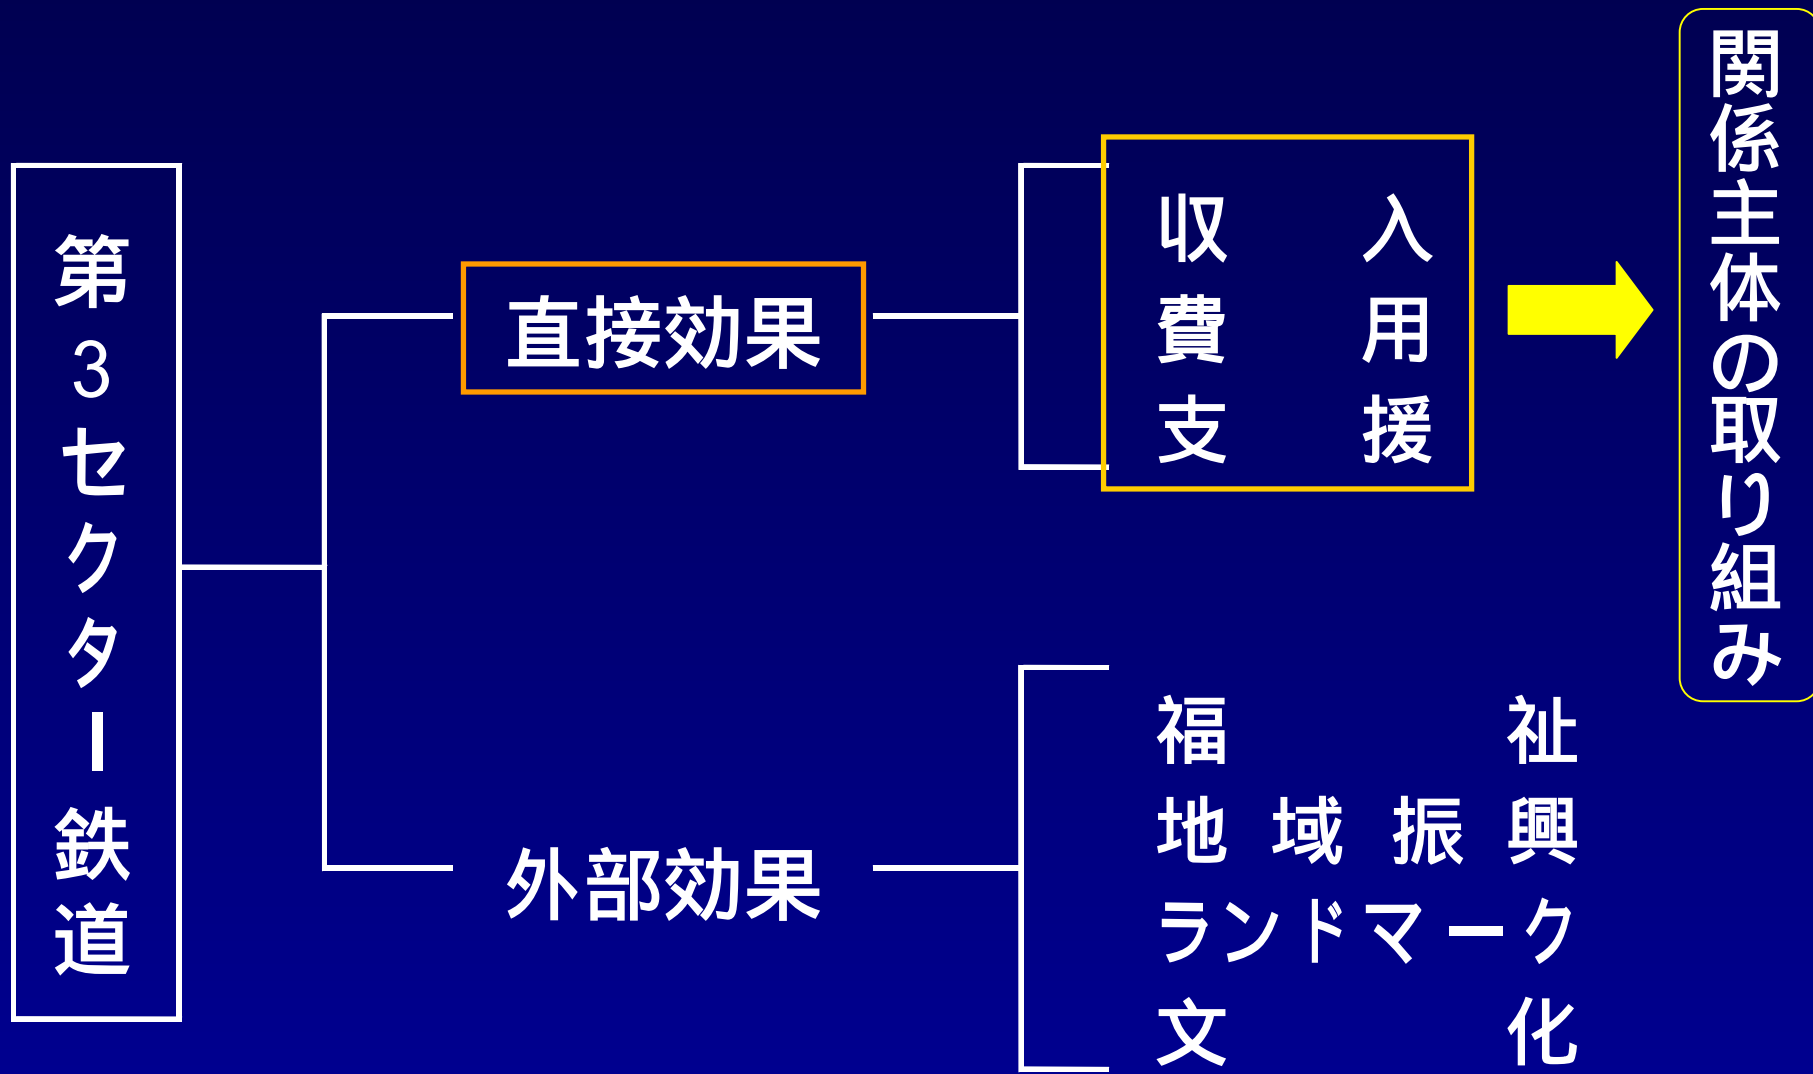 第3セクター鉄道
直接効果
収入
費用
支援
関係主体の取り組み
外部効果
福祉
地域振興
ランドマーク
文化